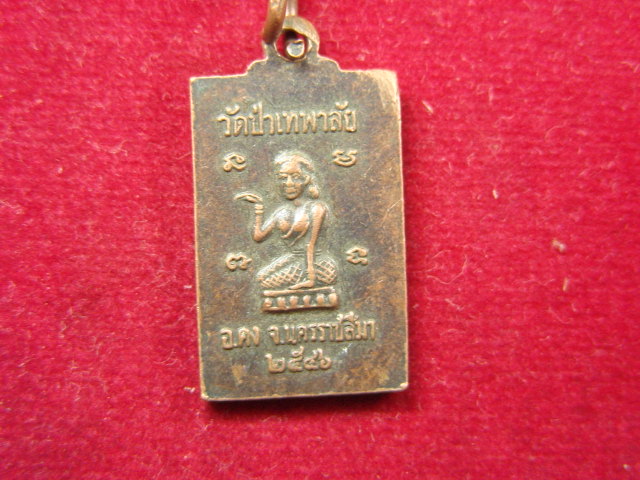 วัดป่าเทพาลัย
อ.คง จ.นครราชสีมา
๒๕๔๖